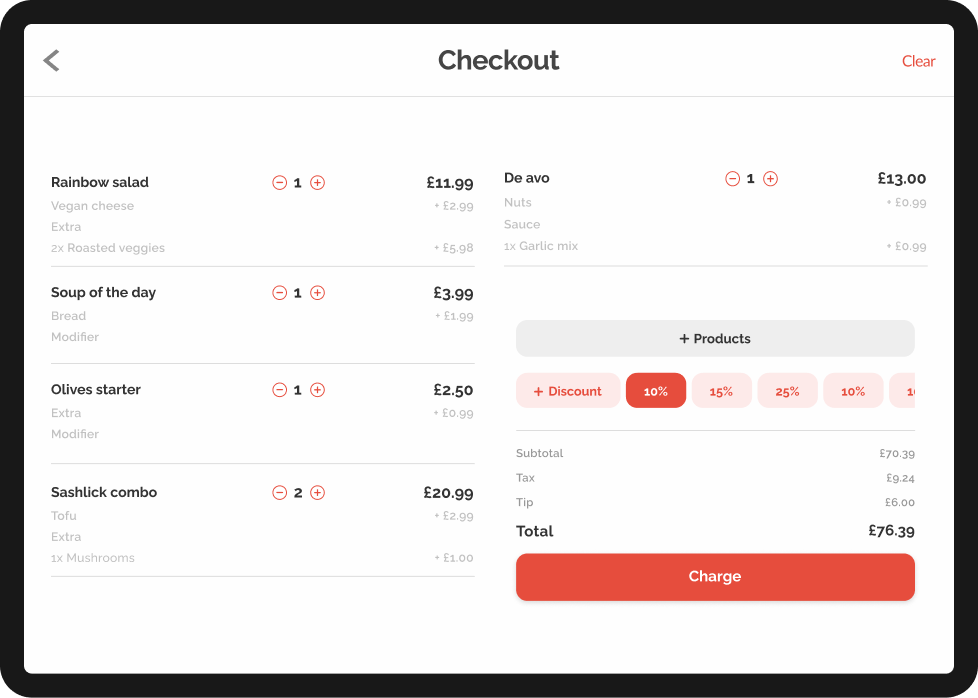 Checkout
Clear
Rainbow salad 1 £11.99
Vegan cheese + £2.99
Extra
2x Roasted veggies + £5.98
Soup of the day 1 £3.99
Bread + £1.99
Modifier
Olives starter 1 £2.50
Extra + £0.99
Modifier
Sashlick combo 2 £20.99
Tofu + £2.99
Extra
1x Mushrooms + £1.00
De avo 1 £13.00
Nuts + £0.99
Sauce
1x Garlic mix + £0.99
+ Products
+ Discount 10% 15% 25% 10%
Subtotal £70.39
Tax £9.24
Tip £6.00
Total £76.39
Charge